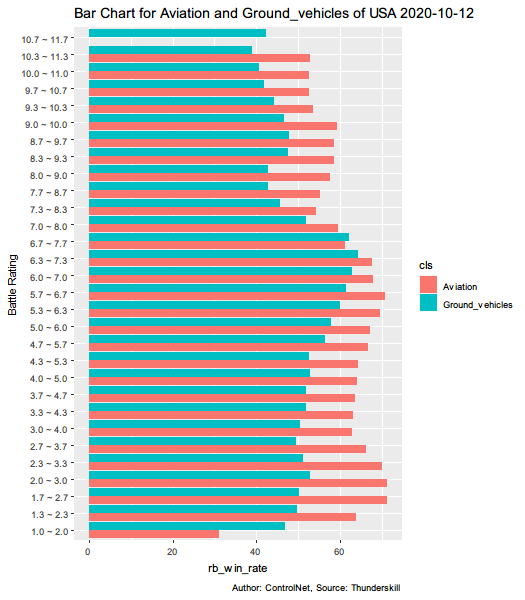 Bar Chart for Aviation and Ground_vehicles of USA 2020-10-12
Battle Rating
10.7 ~ 11.7
10.3 ~ 11.3
10.0 ~ 11.0
9.7 ~ 10.7
9.3 ~ 10.3
9.0 ~ 10.0
8.7 ~ 9.7
8.3 ~ 9.3
8.0 ~ 9.0
7.7 ~ 8.7
7.3 ~ 8.3
7.0 ~ 8.0
6.7 ~ 7.7
6.3 ~ 7.3
6.0 ~ 7.0
5.7 ~ 6.7
5.3 ~ 6.3
5.0 ~ 6.0
4.7 ~ 5.7
4.3 ~ 5.3
4.0 ~ 5.0
3.7 ~ 4.7
3.3 ~ 4.3
3.0 ~ 4.0
2.7 ~ 3.7
2.3 ~ 3.3
2.0 ~ 3.0
1.7 ~ 2.7
1.3 ~ 2.3
1.0 ~ 2.0
0 20 40 60
rb_win_rate
cls
Aviation
Ground_vehicles
Author: ControlNet, Source: Thunderskill